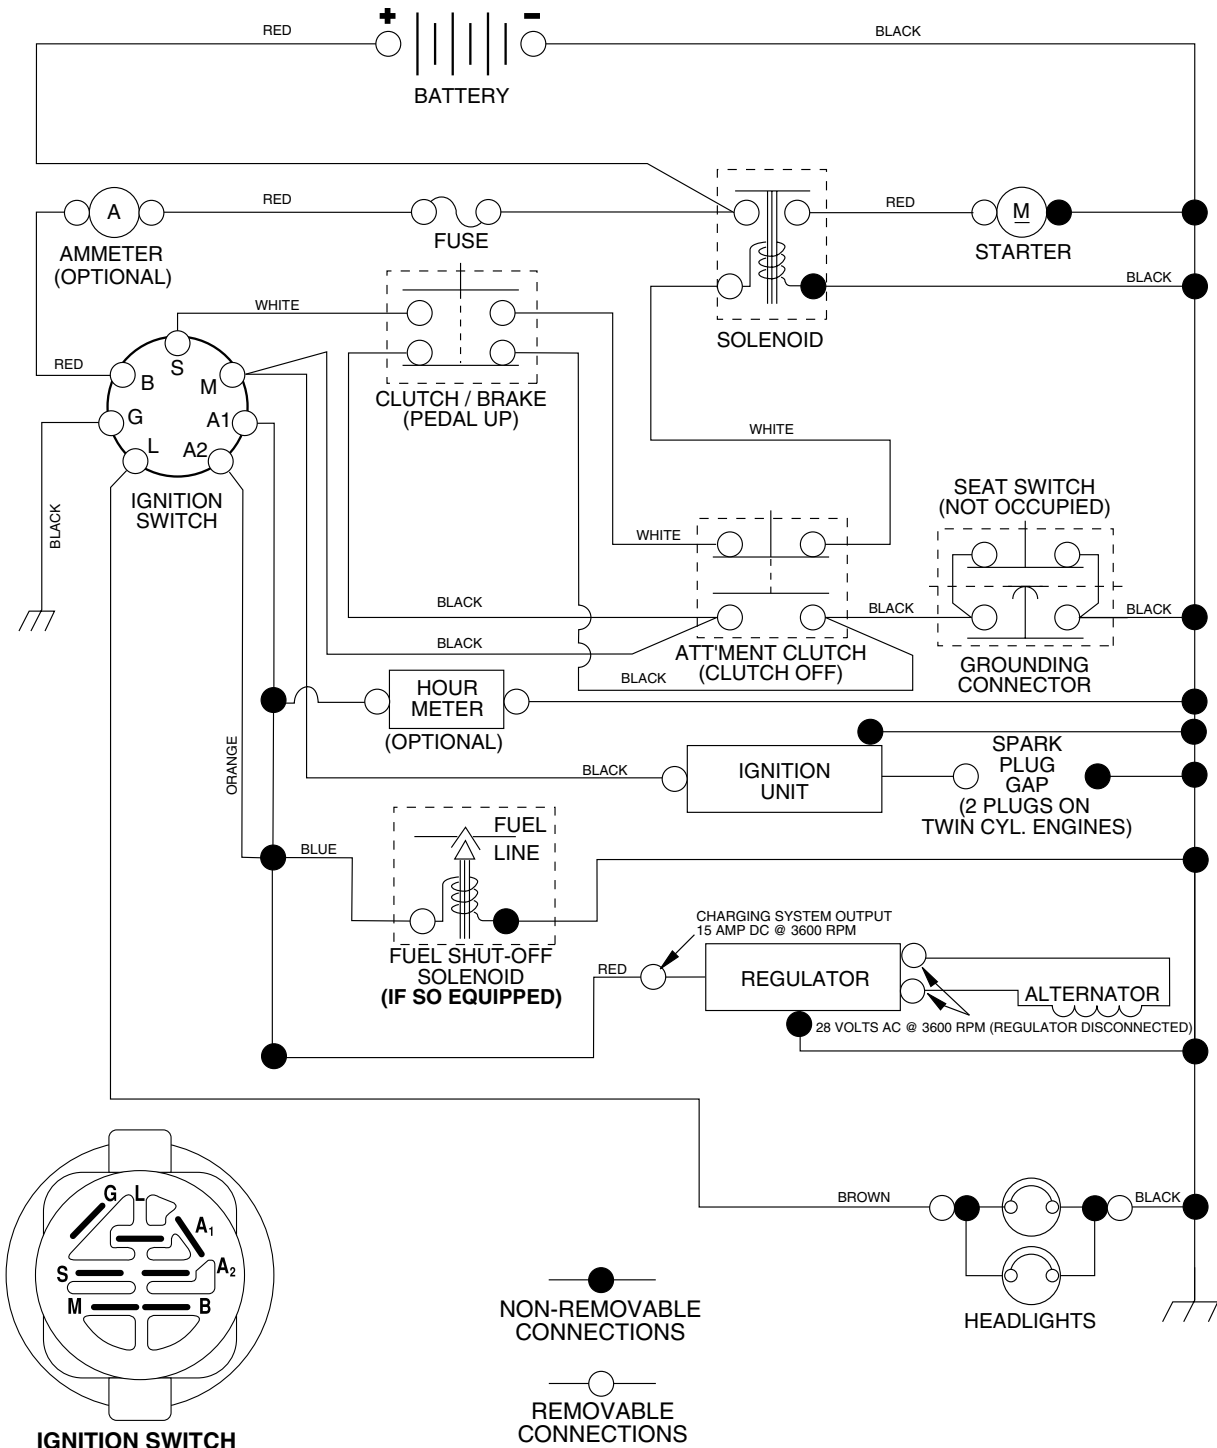 + −
RED
BLACK
BATTERY
A
RED
RED
M
AMMETER
(OPTIONAL)
FUSE
STARTER
BLACK
WHITE
SOLENOID
RED
B
S
M
G
A1
L
A2
CLUTCH / BRAKE
(PEDAL UP)
WHITE
IGNITION
SWITCH
BLACK
SEAT SWITCH
(NOT OCCUPIED)
WHITE
BLACK
BLACK
BLACK
BLACK
ATT'MENT CLUTCH
(CLUTCH OFF)
GROUNDING
CONNECTOR
BLACK
HOUR
METER
(OPTIONAL)
ORANGE
BLACK
IGNITION
UNIT
SPARK
PLUG
GAP
(2 PLUGS ON
TWIN CYL. ENGINES)
BLUE
FUEL
LINE
FUEL SHUT-OFF
SOLENOID
(IF SO EQUIPPED)
CHARGING SYSTEM OUTPUT
15 AMP DC @ 3600 RPM
RED
REGULATOR
ALTERNATOR
28 VOLTS AC @ 3600 RPM (REGULATOR DISCONNECTED)
BROWN
BLACK
HEADLIGHTS
G L
A1
S
A2
M
B
IGNITION SWITCH
NON-REMOVABLE
CONNECTIONS
REMOVABLE
CONNECTIONS